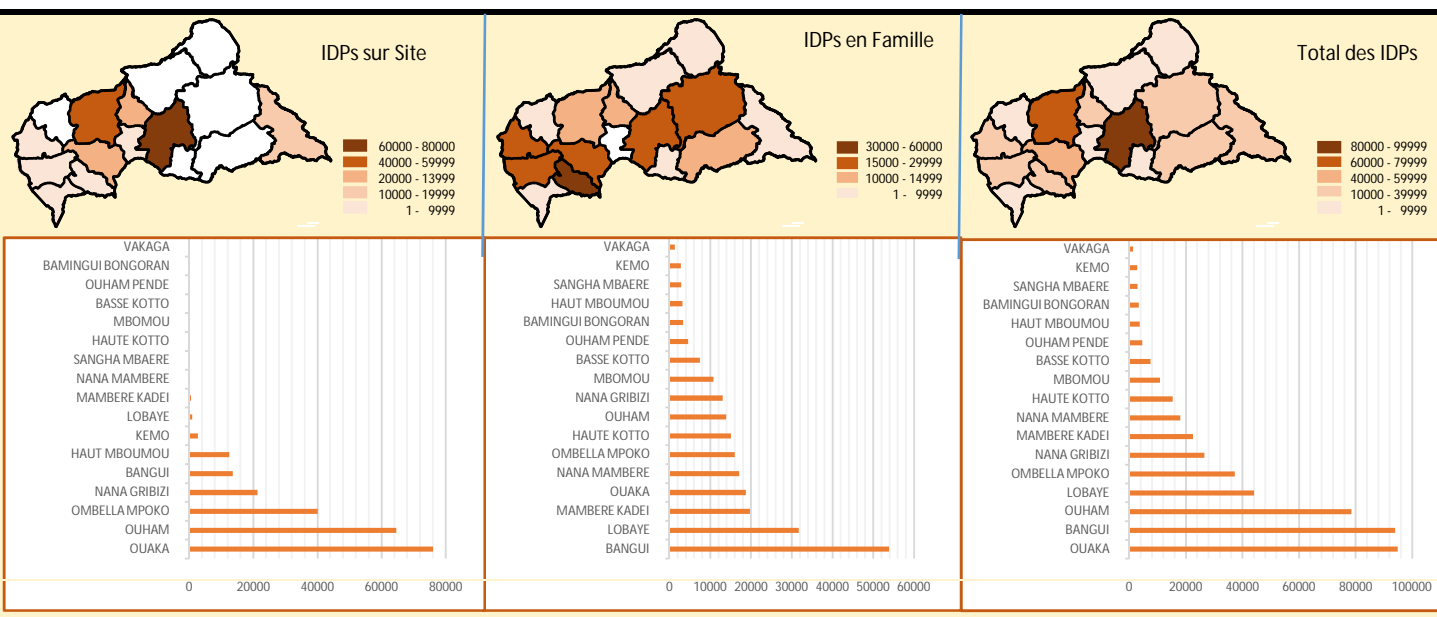 IDPs sur Site
60000 - 80000
40000 - 59999
20000 - 13999
10000 - 19999
1 - 9999
VAKAGA
BAMINGUI BONGORAN
OUHAM PENDE
BASSE KOTTO
MBOMOU
HAUTE KOTTO
SANGHA MBAERE
NANA MAMBERE
MAMBERE KADEI
LOBAYE
KEMO
HAUT MBOUMOU
BANGUI
NANA GRIBIZI
OMBELLA MPOKO
OUHAM
OUAKA
0 20000 40000 60000 80000
IDPs en Famille
30000 - 60000
15000 - 29999
10000 - 14999
1 - 9999
VAKAGA
KEMO
SANGHA MBAERE
HAUT MBOUMOU
BAMINGUI BONGORAN
OUHAM PENDE
BASSE KOTTO
MBOMOU
NANA GRIBIZI
OUHAM
HAUTE KOTTO
OMBELLA MPOKO
NANA MAMBERE
OUAKA
MAMBERE KADEI
LOBAYE
BANGUI
0 10000 20000 30000 40000 50000 60000
Total des IDPs
80000 - 99999
60000 - 79999
40000 - 59999
10000 - 39999
1 - 9999
VAKAGA
KEMO
SANGHA MBAERE
BAMINGUI BONGORAN
HAUT MBOUMOU
OUHAM PENDE
BASSE KOTTO
MBOMOU
HAUTE KOTTO
NANA MAMBERE
MAMBERE KADEI
NANA GRIBIZI
OMBELLA MPOKO
LOBAYE
OUHAM
BANGUI
OUAKA
0 20000 40000 60000 80000 100000